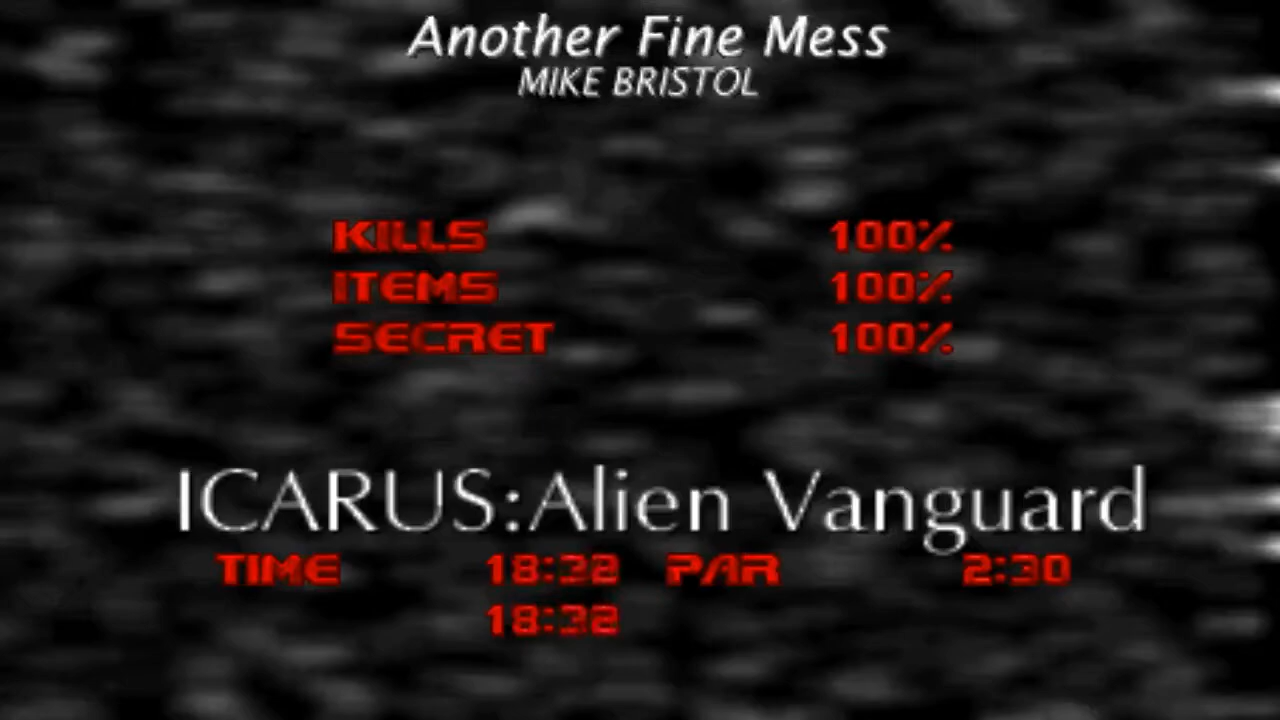 Another Fine Mess
MIKE BRISTOL
KILLS 100%
ITEMS 100%
SECRET 100%
ICARUS:Alien Vanguard
TIME 18:32 PAR 2:30
18:32